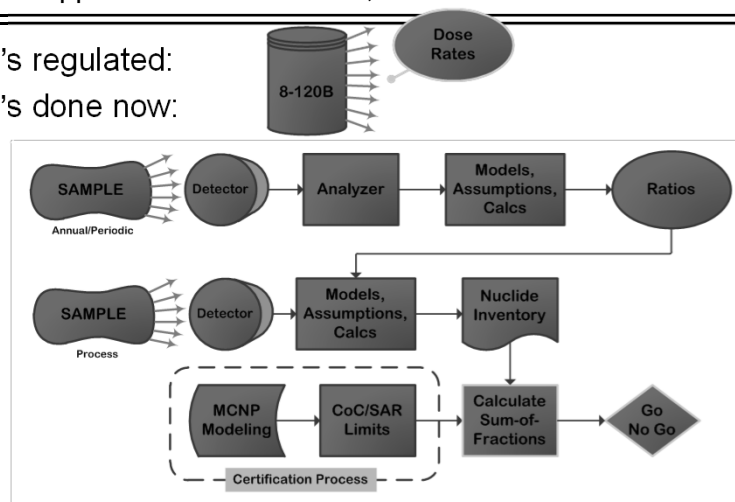 's regulated:
's done now:
8-120B
Dose
Rates
SAMPLE
Annual/Periodic
Detector
Analyzer
Models,
Assumptions,
Calcs
Ratios
SAMPLE
Process
Detector
Models,
Assumptions,
Calcs
Nuclide
Inventory
MCNP
Modeling
CoC/SAR
Limits
Certification Process
Calculate
Sum-of-
Fractions
Go
No Go